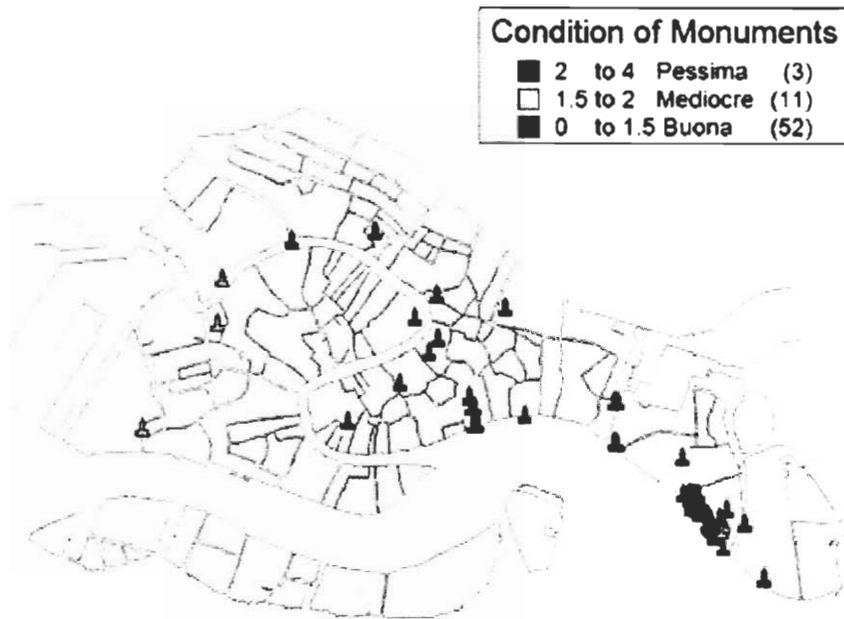 Condition of Monuments
2 to 4 Pessima (3)
1.5 to 2 Mediocre (11)
0 to 1.5 Buona (52)